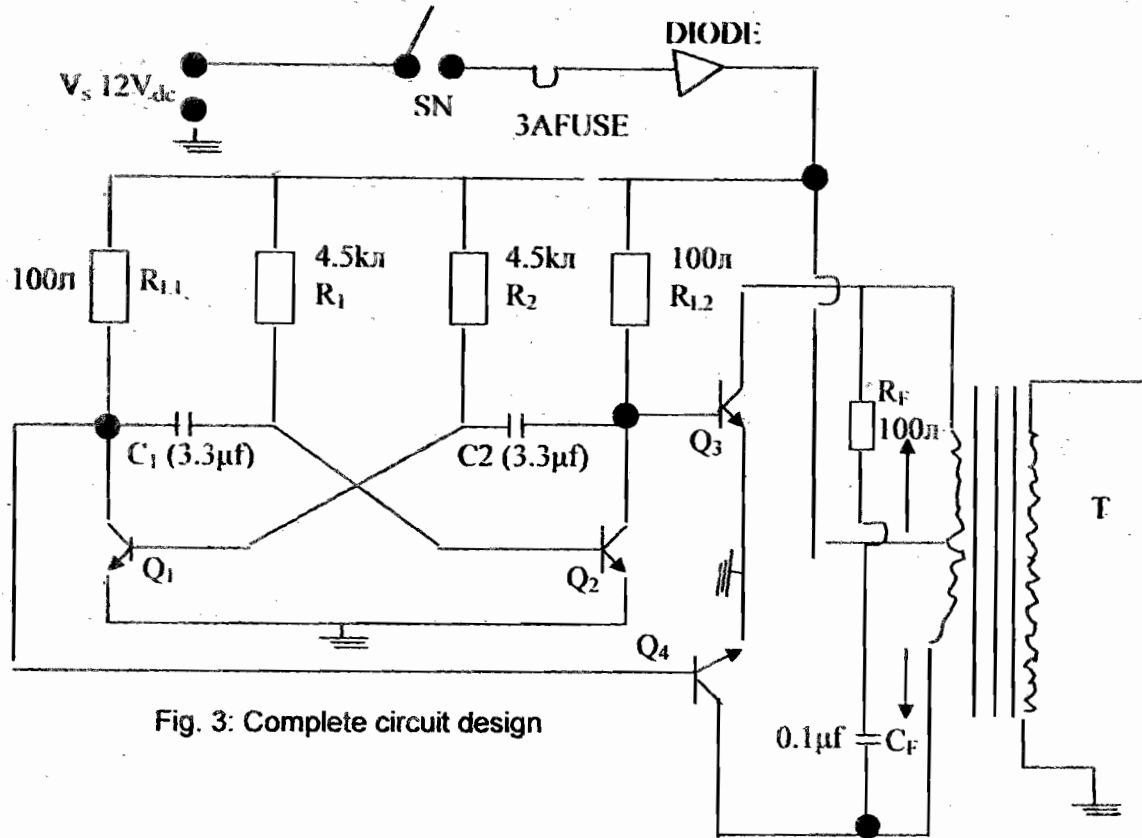 DIODE
Vs 12Vdc
SN
3AFUSE
100л
RL1
4.5kл
R1
4.5kл
R2
100л
RL2
RF
100л
C1 (3.3µf)
C2 (3.3µf)
Q3
T
Q1
Q2
Q4
0.1µf
CF
Fig. 3: Complete circuit design